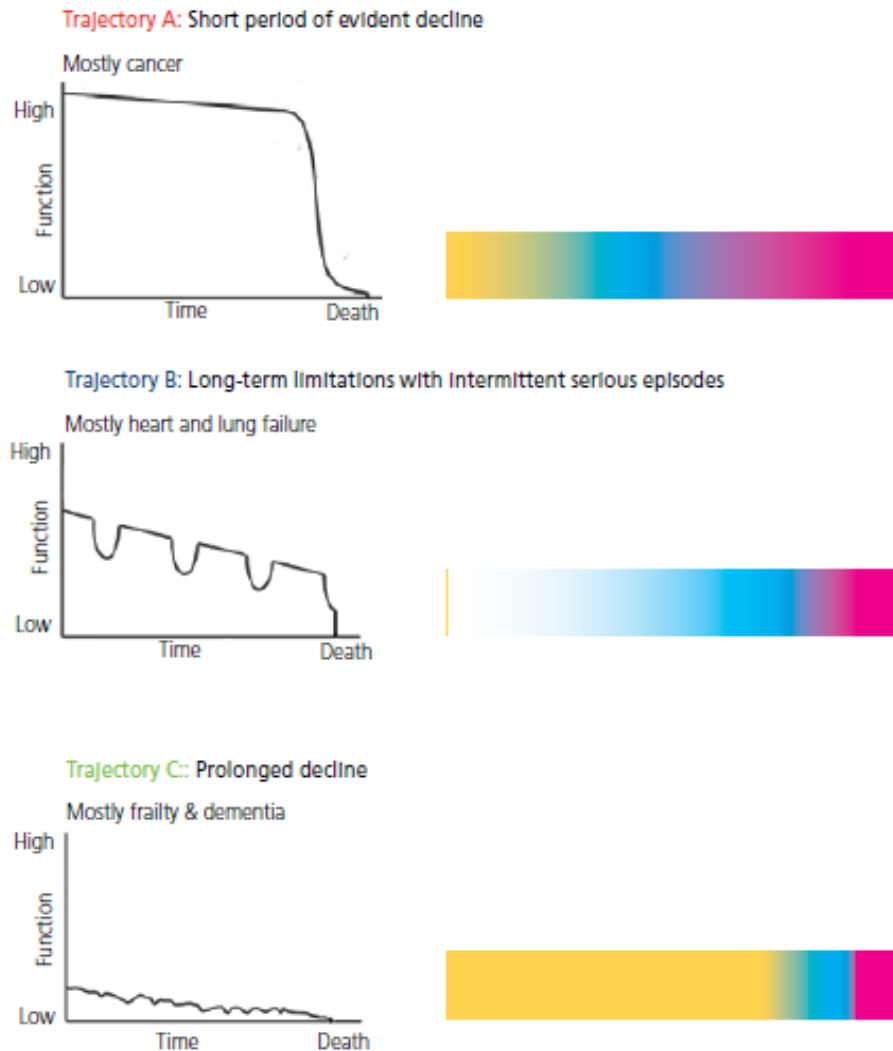 Trajectory A: Short period of evident decline
Mostly cancer
High
Function
Low
Time
Death
Trajectory B: Long-term limitations with intermittent serious episodes
Mostly heart and lung failure
High
Function
Low
Time
Death
Trajectory C:: Prolonged decline
Mostly frailty & dementia
High
Function
Low
Time
Death